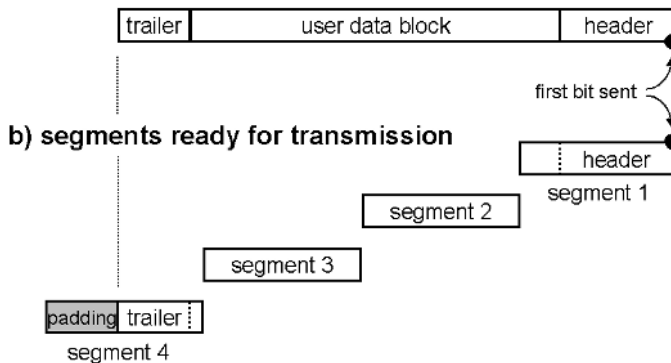 trailer user data block header
first bit sent
b) segments ready for transmission
header
segment 1
segment 2
segment 3
padding trailer
segment 4